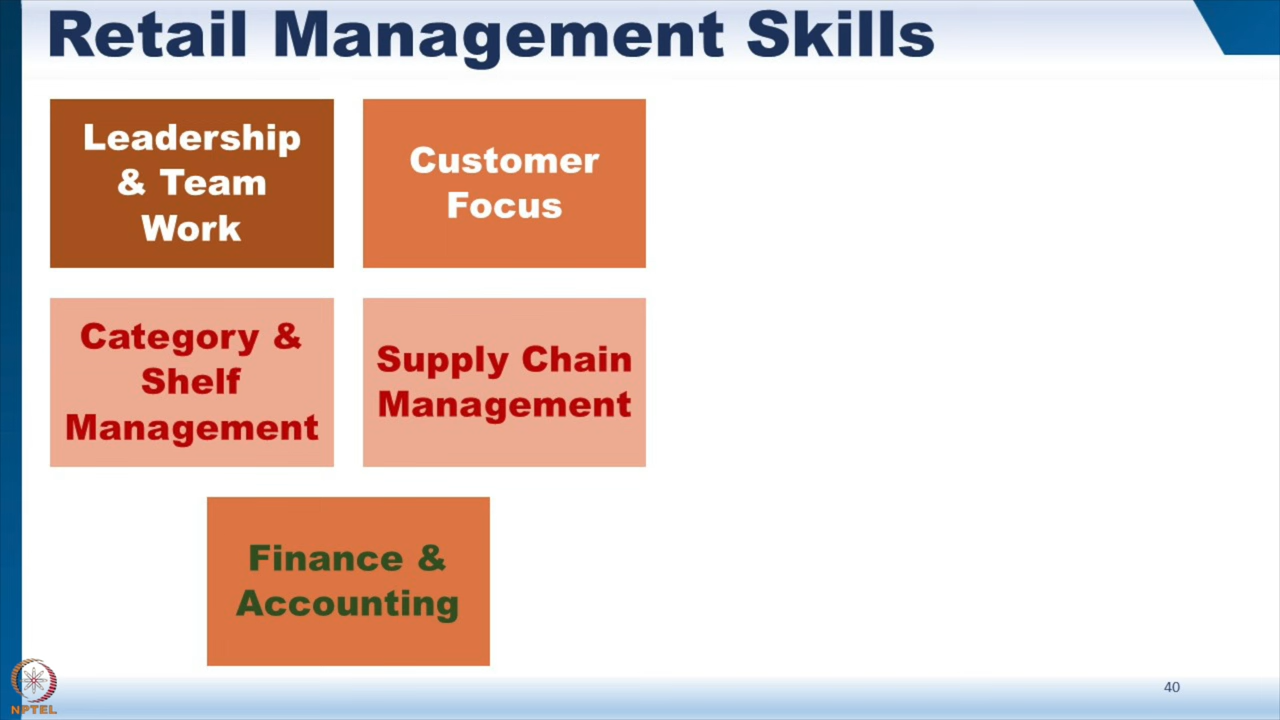 Retail Management Skills
Leadership
& Team
Work
Customer
Focus
Category &
Shelf
Management
Supply Chain
Management
Finance &
Accounting
NPTEL
40